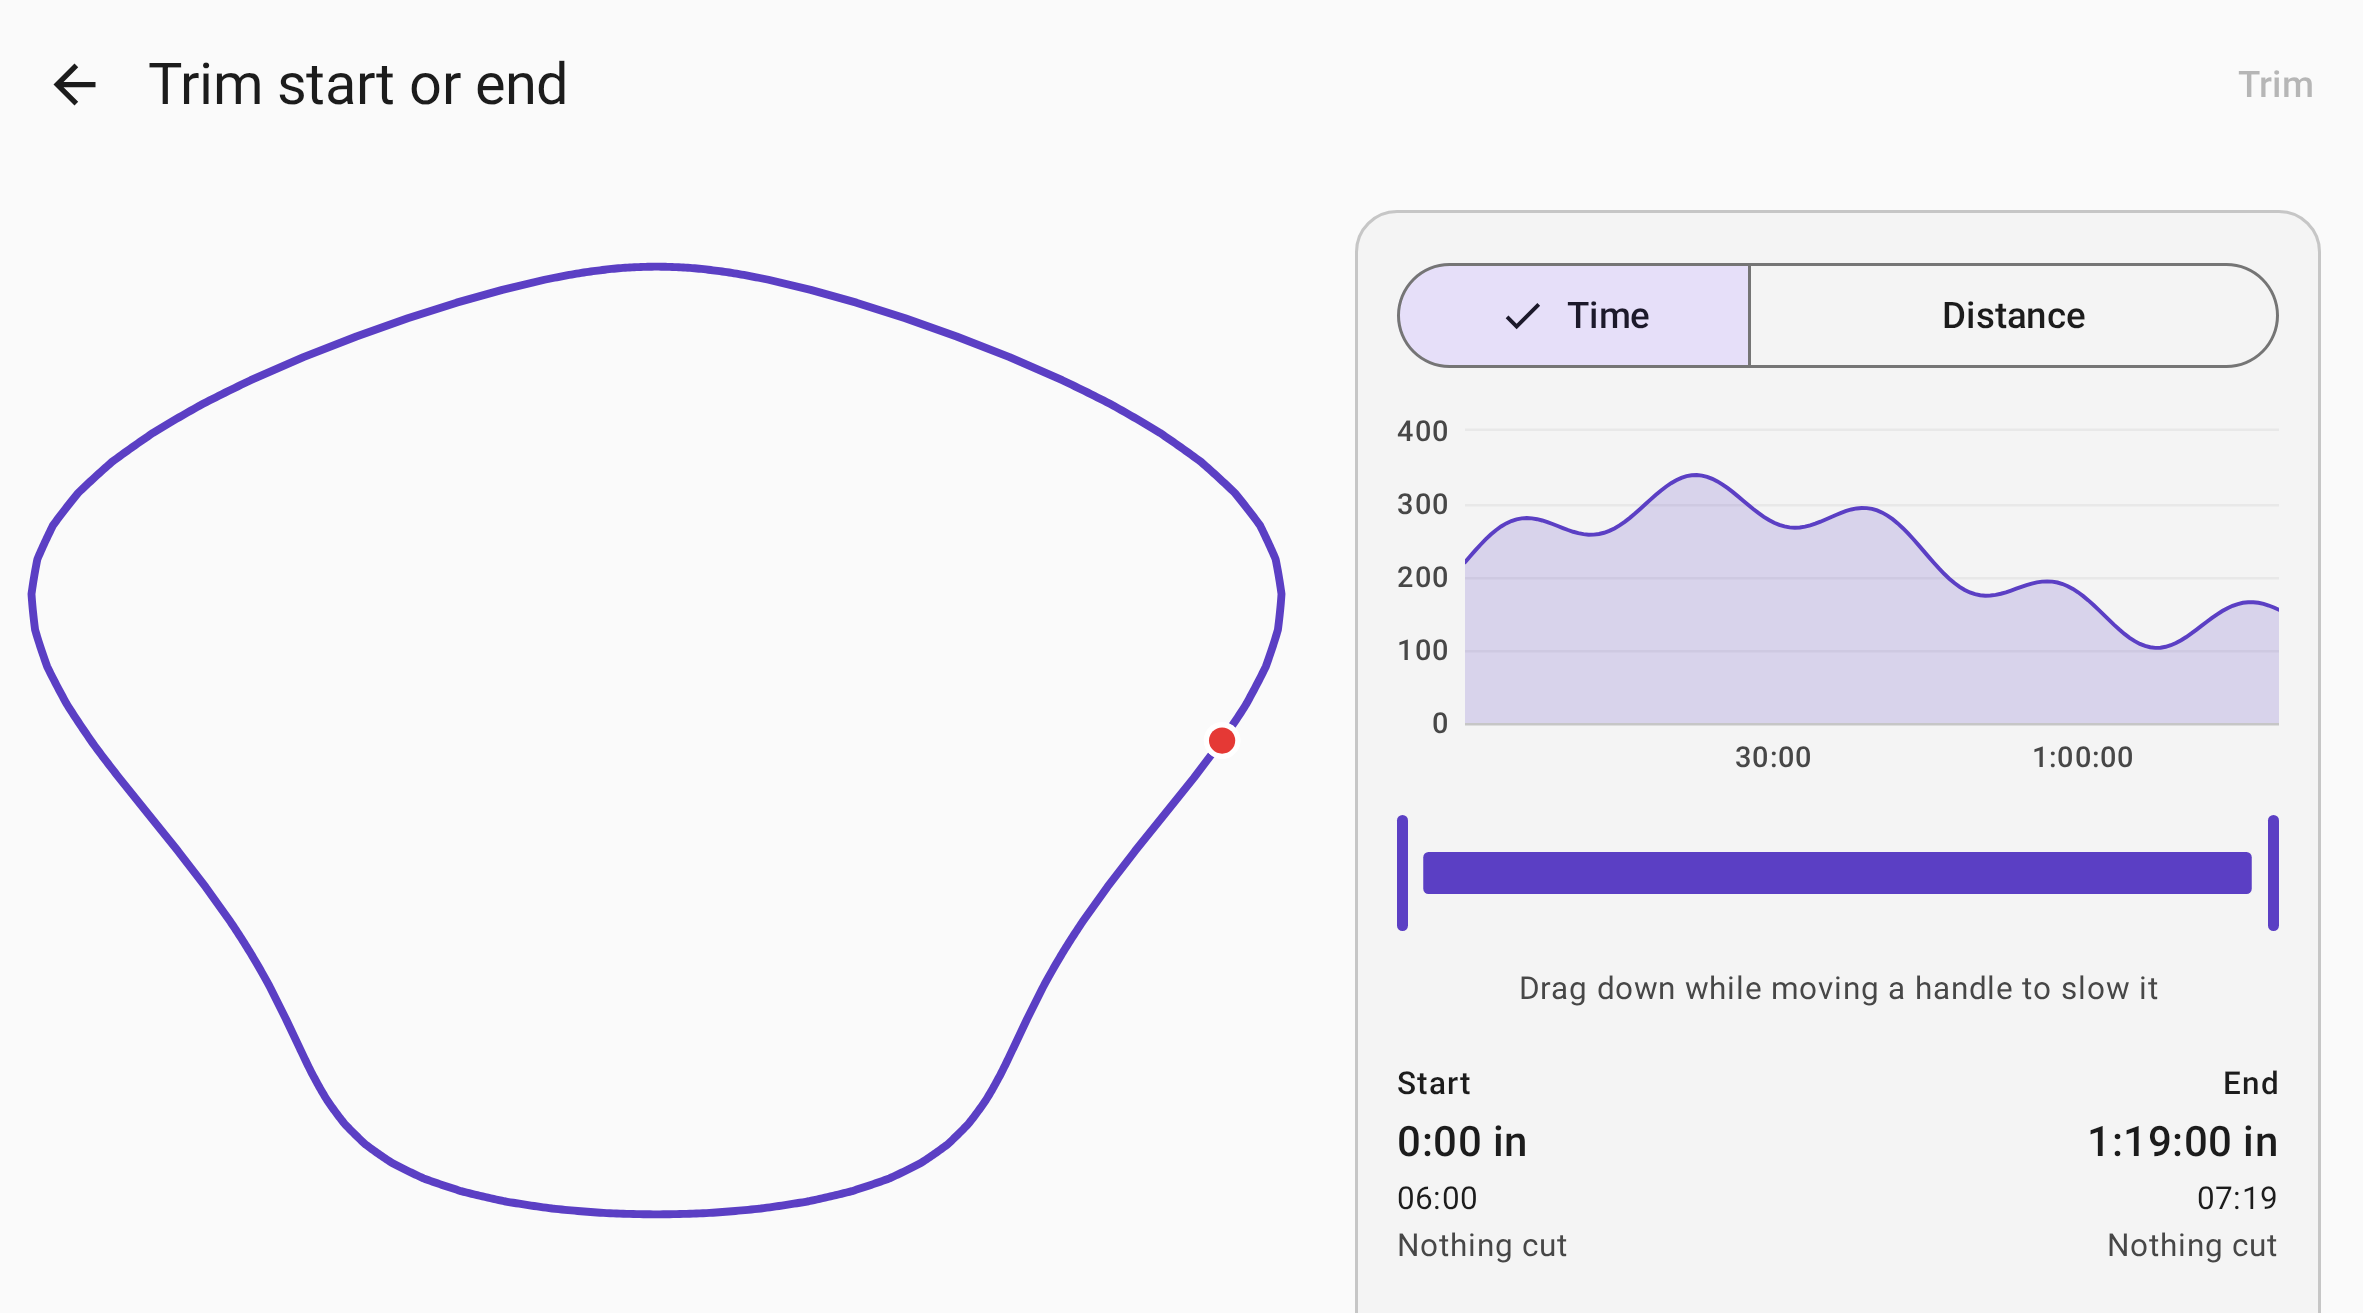 Trim start or end
Trim
Time
Distance
400
300
200
100
0
30:00
1:00:00
Drag down while moving a handle to slow it
Start
End
0:00 in
1:19:00 in
06:00
07:19
Nothing cut
Nothing cut